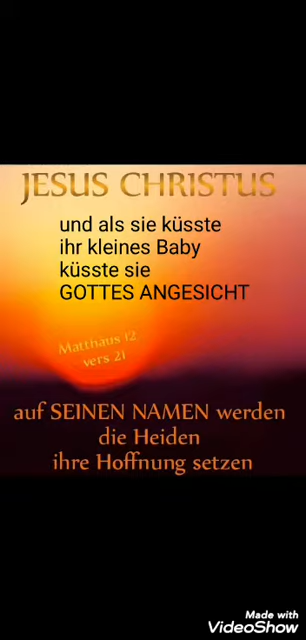 JESUS CHRISTUS
und als sie küsste
ihr kleines Baby
küsste sie
GOTTES ANGESICHT
Matthäus 12,
vers 21
auf SEINEN NAMEN werden
die Heiden
ihre Hoffnung setzen
Made with
VideoShow